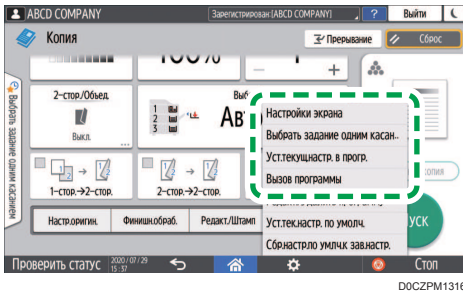 ABCD COMPANY
Зарегистрирован:[ABCD COMPANY]
?
Выйти
Копия
Прерывание
Сброс
Выбрать задание одним касанием
2-стор./Объед.
Выкл.
Настройки экрана
Выбрать задание одним касан..
Уст.текущ.настр. в прогр.
Вызов программы
1-стор.→2-стор.
2-стор.→2-стор.
Настр.оригин.
Финишн.обраб.
Редакт./Штамп
Уст.тек.настр. по умолч.
Сбр.настр.по умлч.к зав.настр.
Проверить статус
2020 / 07 / 29
15 : 37
Стоп
D0CZPM1316